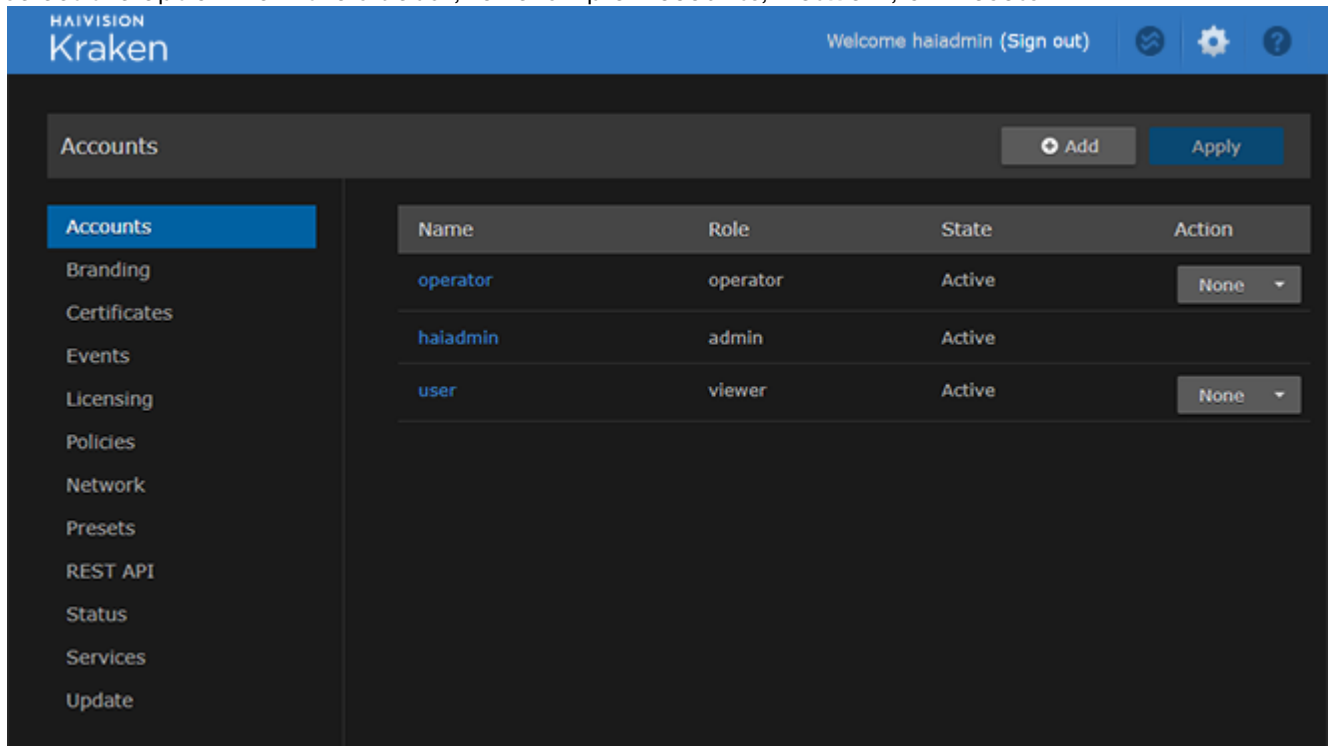 HAIVISION
Kraken
Welcome haiadmin (Sign out)
Accounts
Add
Apply
Accounts
Branding
Certificates
Events
Licensing
Policies
Network
Presets
REST API
Status
Services
Update
Name Role State Action
operator operator Active None
haiadmin admin Active
user viewer Active None